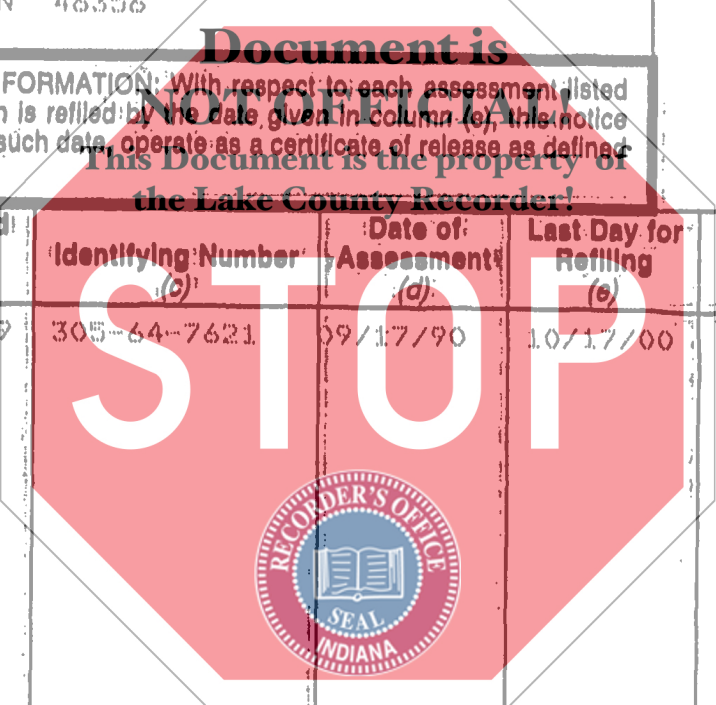 N 46356
Document is
FORMATION: With respect to each assessment listed
NOT OFFICIAL!
n is refiled by the date given in column (e), this notice
such date, operate as a certificate of release as defined
This Document is the property of
the Lake County Recorder!
Identifying Number
(c)
Date of
Assessment
(d)
Last Day for
Refiling
(e)
305-64-7621 09/17/90 10/17/00
STOP
RECORDER'S OFFICE
SEAL
INDIANA